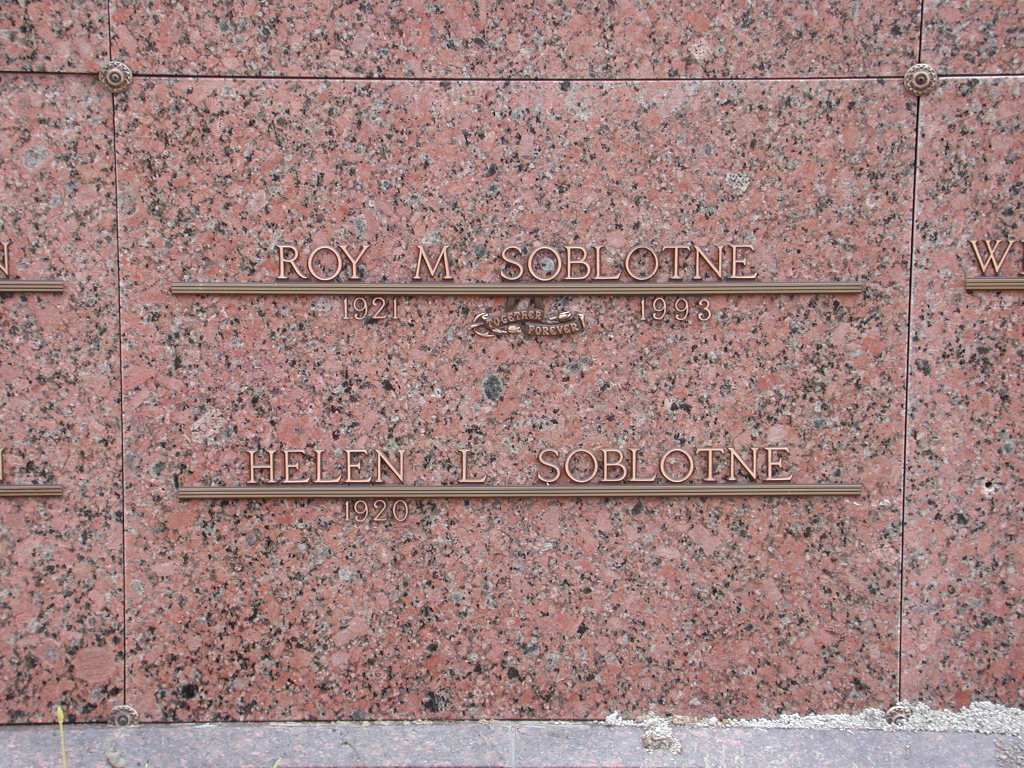 ROY M SOBLOTNE
1921 1993
TOGETHER
FOREVER
HELEN L SOBLOTNE
1920